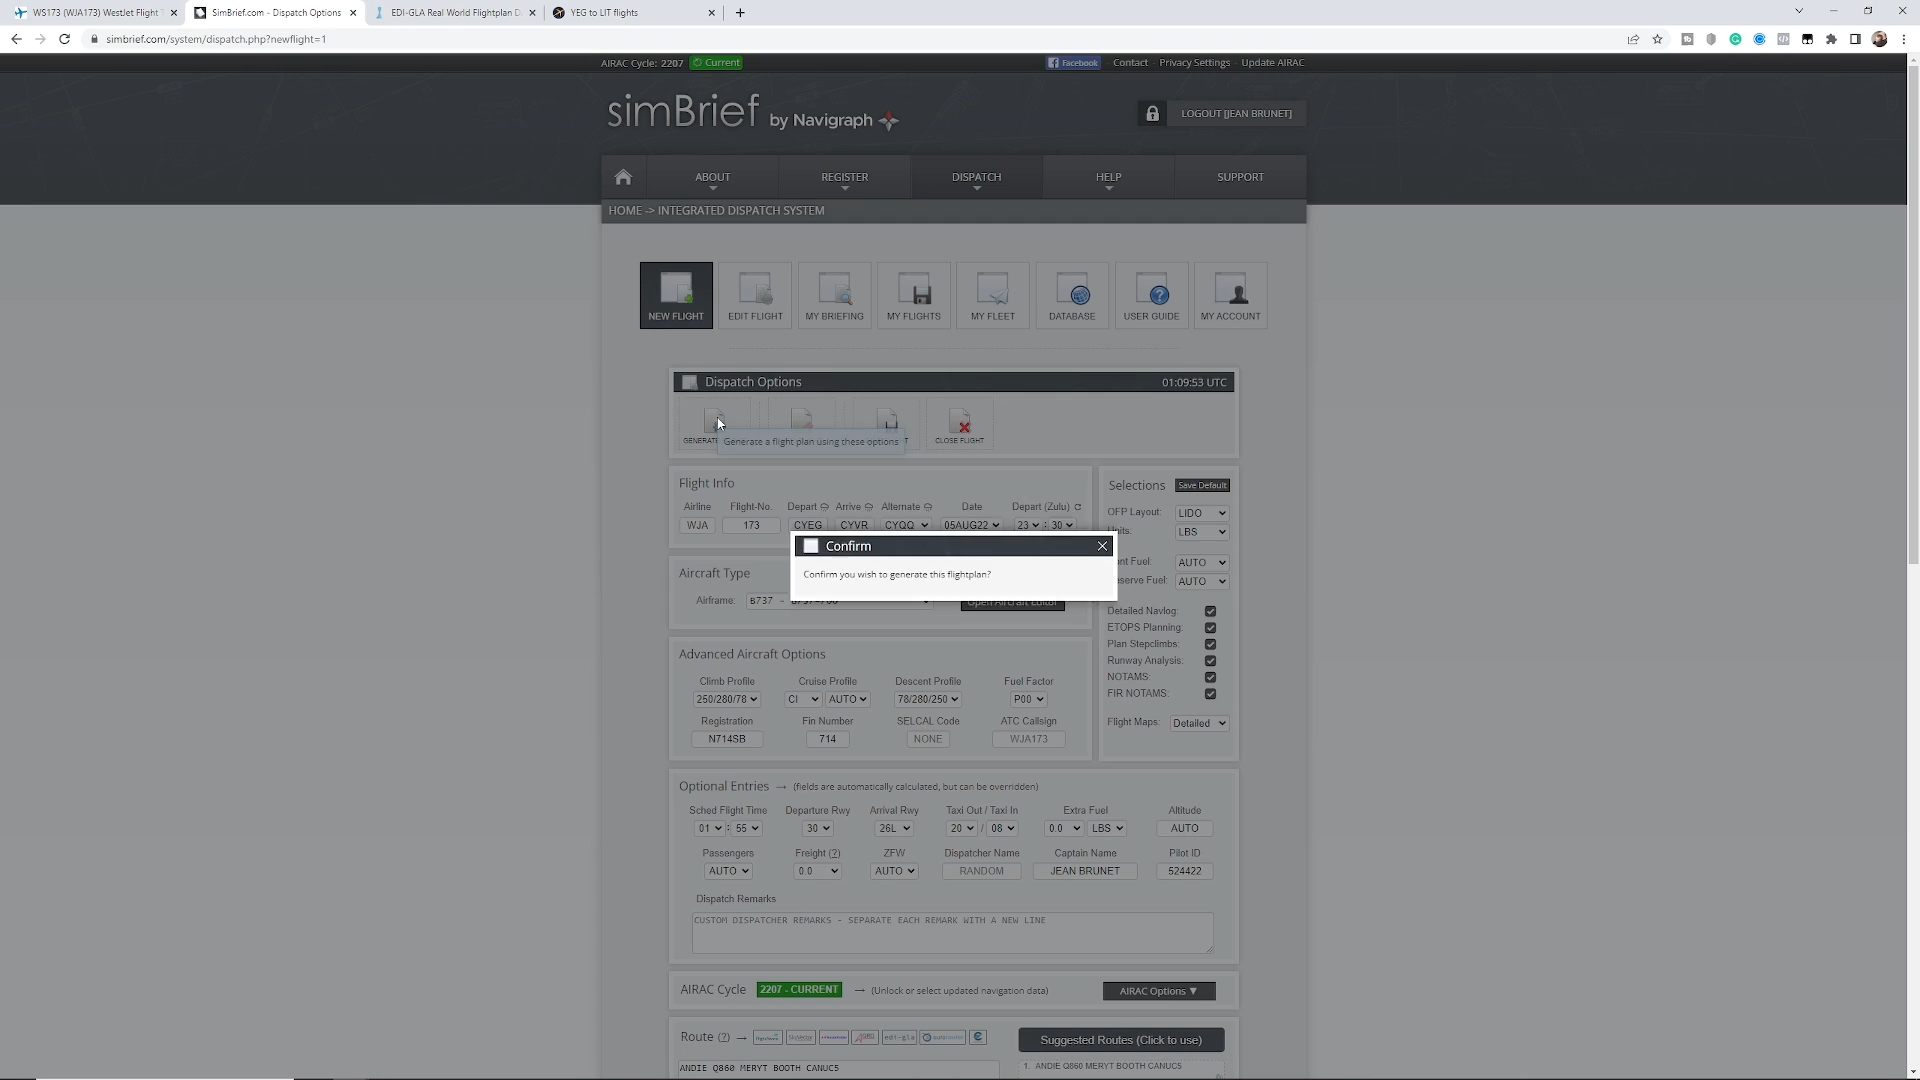 WS173 (WJA173) WestJet Flight
SimBrief.com - Dispatch Options
EDI-GLA Real World Flightplan D
YEG to LIT flights
simbrief.com/system/dispatch.php?newflight=1
AIRAC Cycle: 2207 Current
Facebook Contact Privacy Settings Update AIRAC
simBrief by Navigraph
LOGOUT [JEAN BRUNET]
ABOUT REGISTER DISPATCH HELP SUPPORT
HOME -> INTEGRATED DISPATCH SYSTEM
NEW FLIGHT EDIT FLIGHT MY BRIEFING MY FLIGHTS MY FLEET DATABASE USER GUIDE MY ACCOUNT
Dispatch Options 01:09:53 UTC
GENERATE CLOSE FLIGHT
Generate a flight plan using these options
Flight Info
Airline Flight-No. Depart Arrive Alternate Date Depart (Zulu)
WJA 173 CYEG CYVR CYQQ 05AUG22 23 : 30
Selections Save Default
OFP Layout: LIDO
Units: LBS
AUTO
AUTO
Confirm
Confirm you wish to generate this flightplan?
Aircraft Type
Airframe: B737 - B737-700 Open Aircraft Editor
Detailed Navlog:
ETOPS Planning:
Plan Stepclimbs:
Runway Analysis:
NOTAMS:
FIR NOTAMS:
Flight Maps: Detailed
Advanced Aircraft Options
Climb Profile Cruise Profile Descent Profile Fuel Factor
250/280/78 CI AUTO 78/280/250 P00
Registration Fin Number SELCAL Code ATC Callsign
N714SB 714 NONE WJA173
Optional Entries → (fields are automatically calculated, but can be overridden)
Sched Flight Time Departure Rwy Arrival Rwy Taxi Out / Taxi In Extra Fuel Altitude
01 : 55 30 26L 20 / 08 0.0 LBS AUTO
Passengers Freight (?) ZFW Dispatcher Name Captain Name Pilot ID
AUTO 0.0 AUTO RANDOM JEAN BRUNET 524422
Dispatch Remarks
CUSTOM DISPATCHER REMARKS - SEPARATE EACH REMARK WITH A NEW LINE
AIRAC Cycle 2207 - CURRENT → (Unlock or select updated navigation data) AIRAC Options ▼
Route (?) → edi-gla
Suggested Routes (Click to use)
ANDIE Q860 MERYT BOOTH CANUC5
1. ANDIE Q860 MERYT BOOTH CANUC5